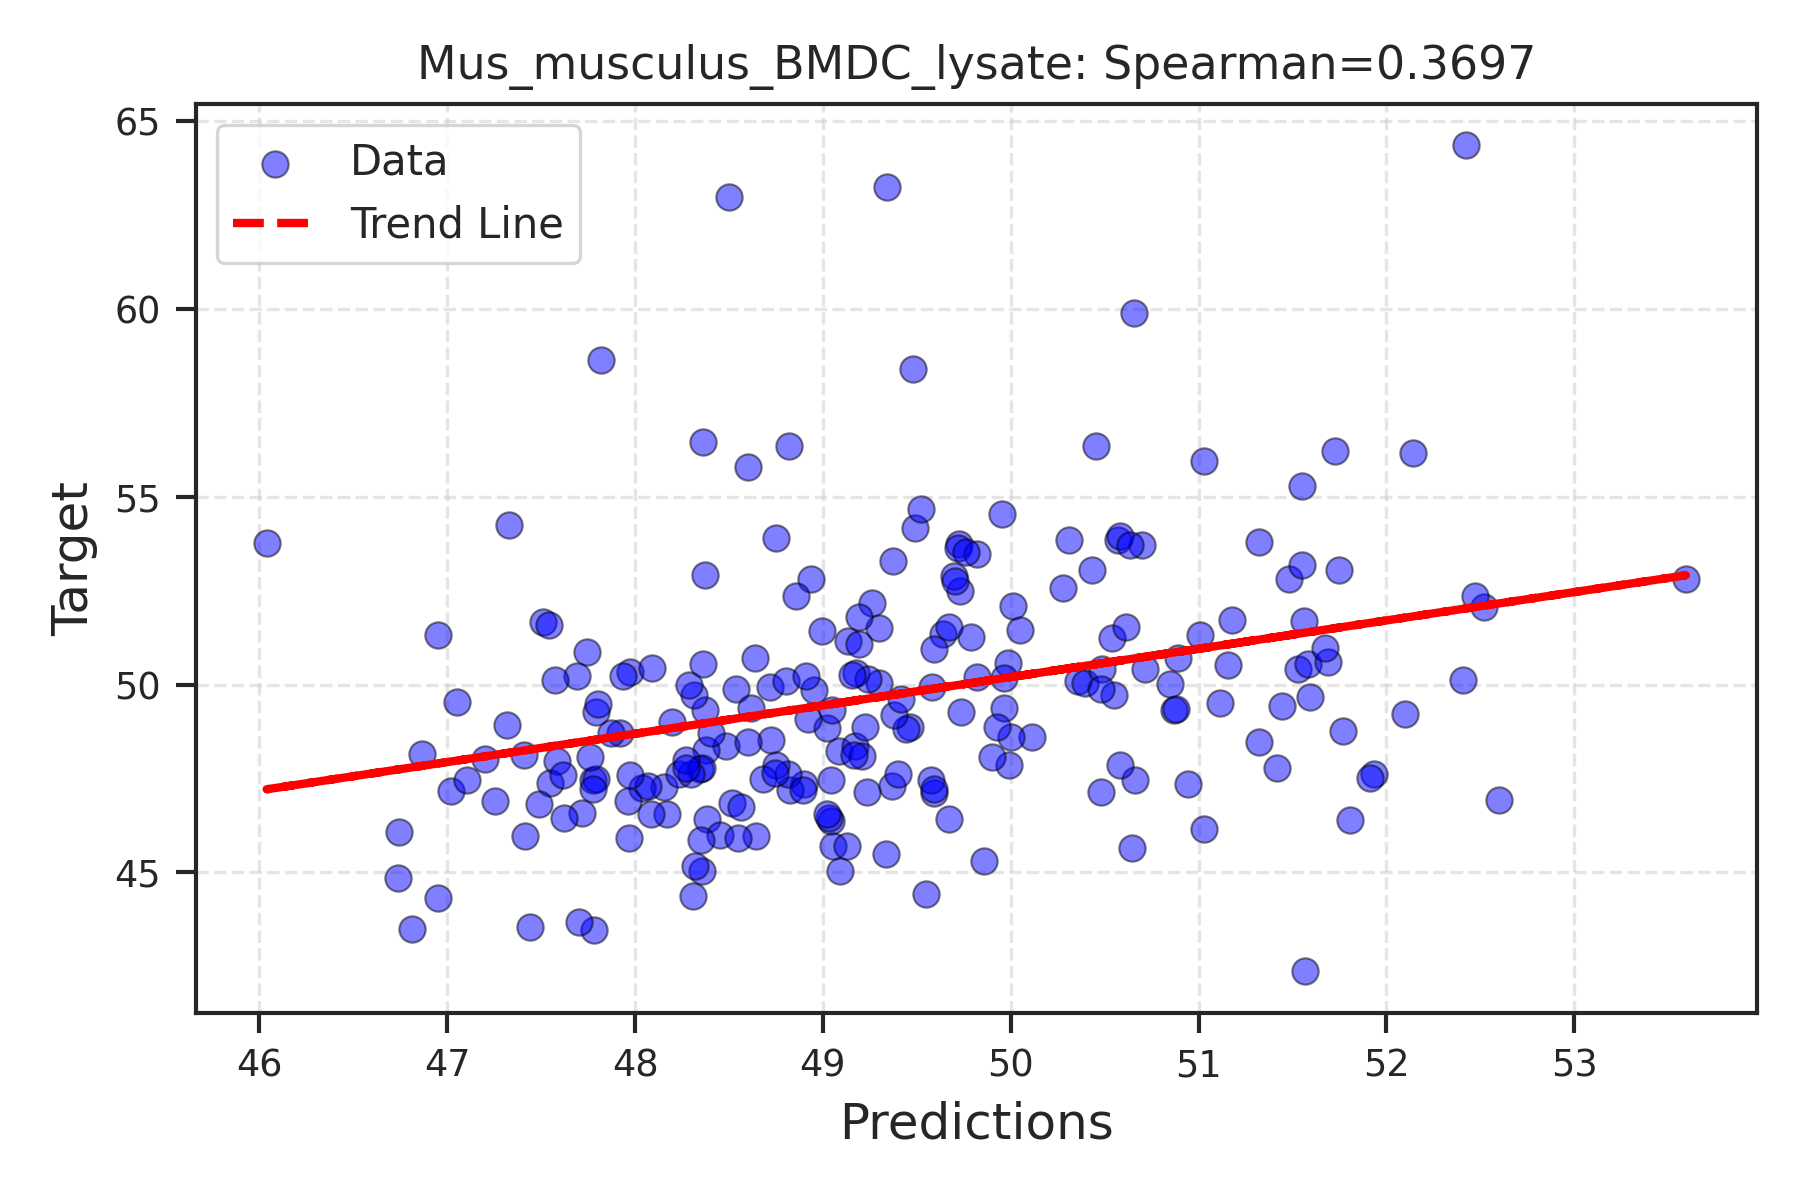 Mus_musculus_BMDC_lysate: Spearman=0.3697
Data
Trend Line
65
60
55
50
45
Target
46 47 48 49 50 51 52 53
Predictions